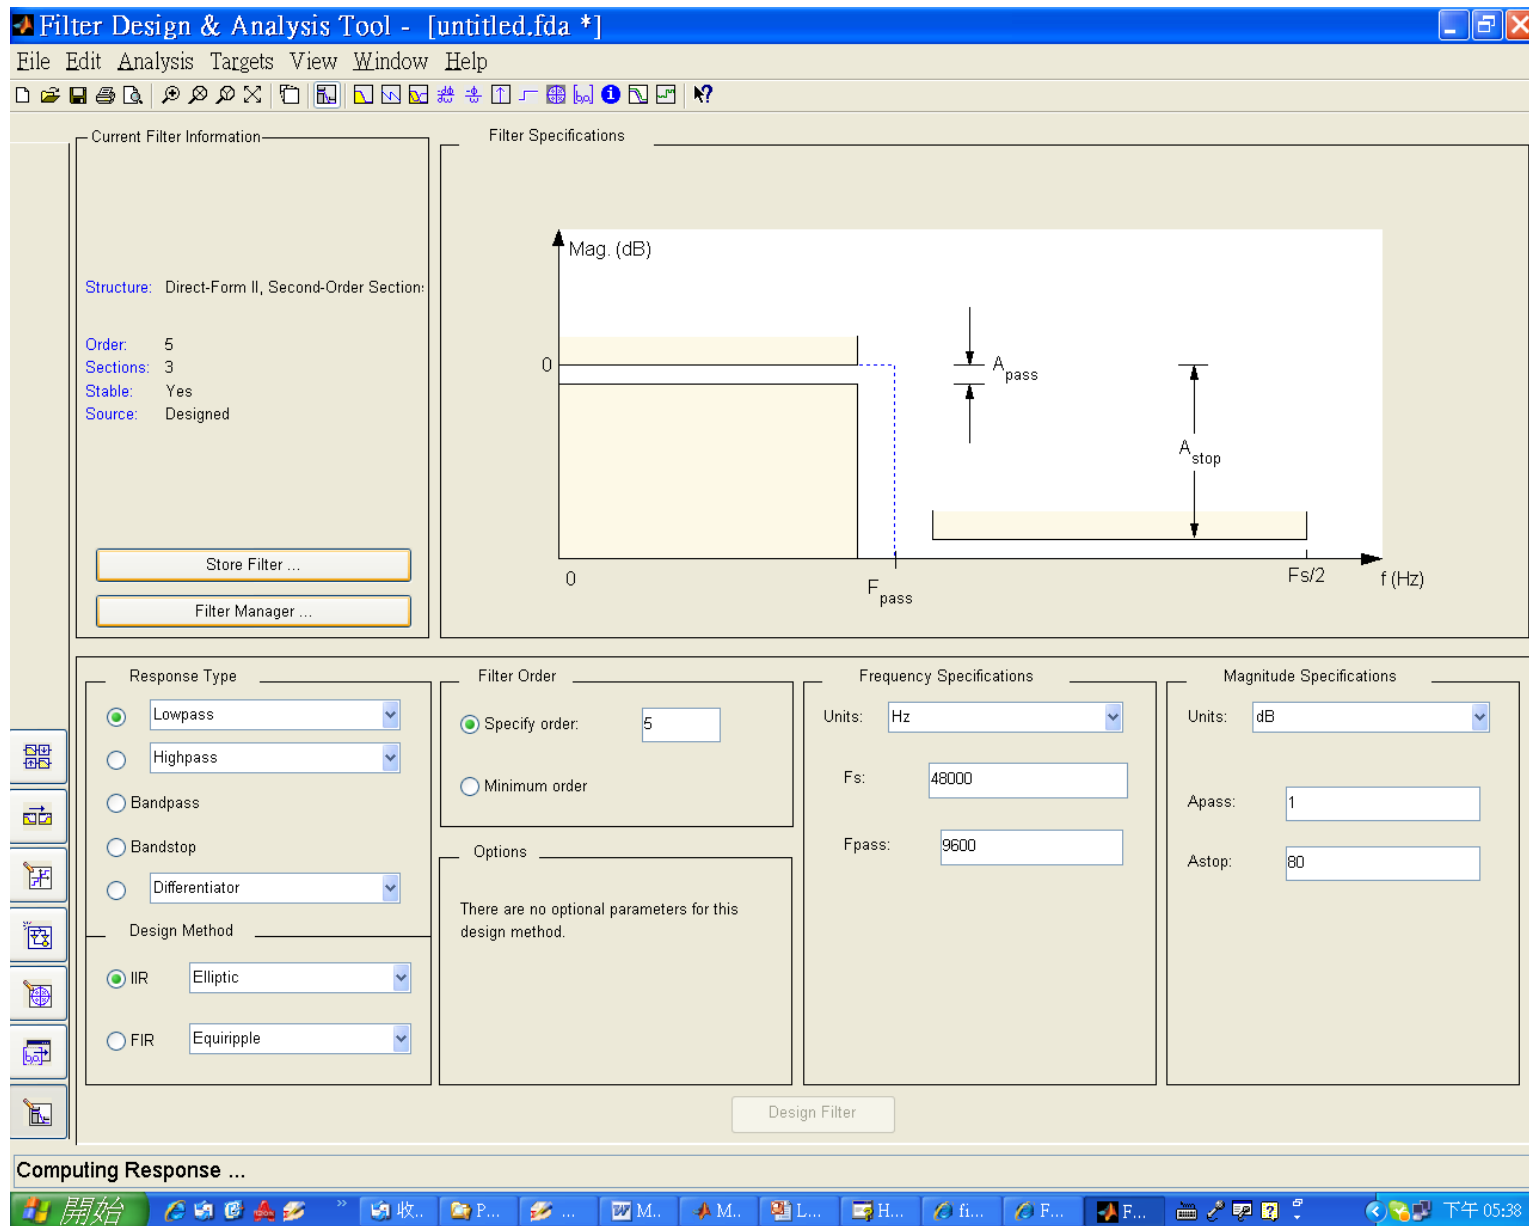 Filter Design & Analysis Tool - [untitled.fda *]
File Edit Analysis Targets View Window Help
Current Filter Information
Structure: Direct-Form II, Second-Order Section
Order: 5
Sections: 3
Stable: Yes
Source: Designed
Store Filter ...
Filter Manager ...
Filter Specifications
Mag. (dB)
0
A pass
A stop
0
F pass
Fs/2
f (Hz)
Response Type
Lowpass
Highpass
Bandpass
Bandstop
Differentiator
Design Method
IIR Elliptic
FIR Equiripple
Filter Order
Specify order: 5
Minimum order
Options
There are no optional parameters for this
design method.
Frequency Specifications
Units: Hz
Fs: 48000
Fpass: 9600
Magnitude Specifications
Units: dB
Apass: 1
Astop: 80
Design Filter
Computing Response ...
開始 收.. P... ... M.. M.. L... H... fi... F... F... 下午 05:38